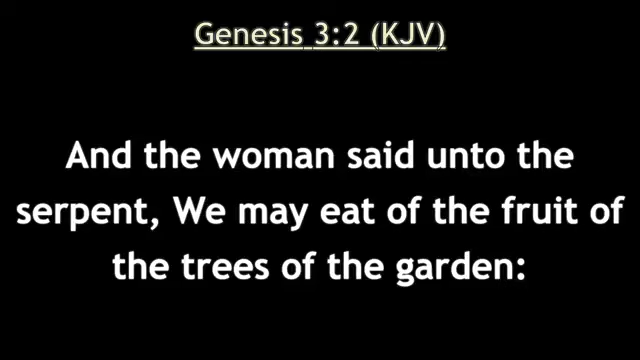 Genesis 3:2 (KJV)
And the woman said unto the
serpent, We may eat of the fruit of
the trees of the garden: